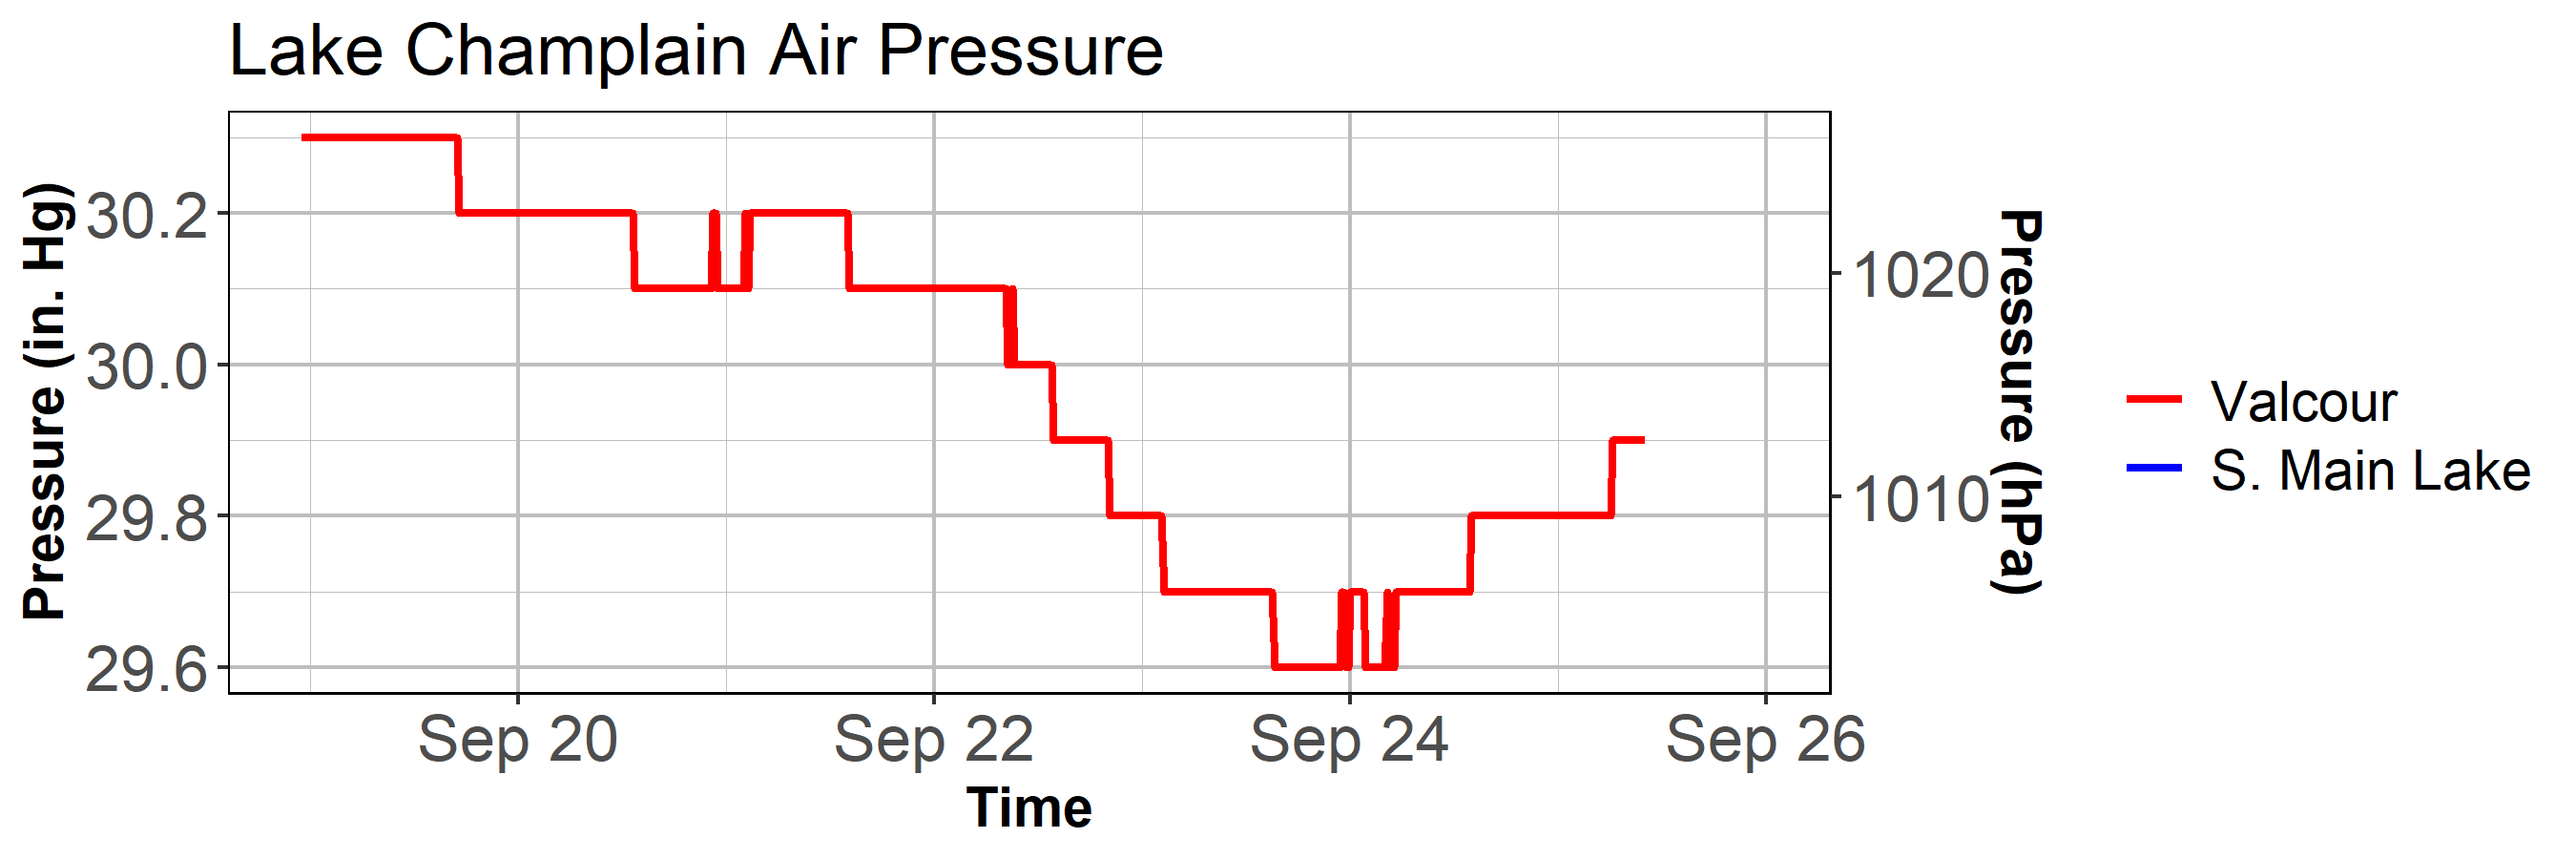 Lake Champlain Air Pressure
Pressure (in. Hg)
30.2
30.0
29.8
29.6
Sep 20
Sep 22
Sep 24
Sep 26
Time
1020
1010
Pressure (hPa)
Valcour
S. Main Lake